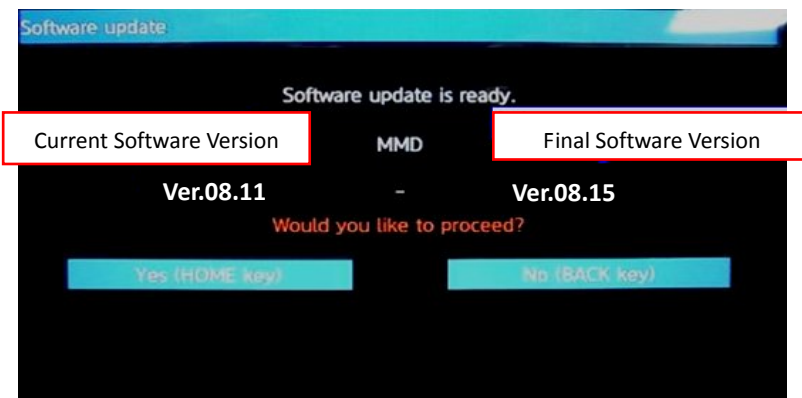 Software update
Software update is ready.
Current Software Version MMD Final Software Version
Ver.08.11 - Ver.08.15
Would you like to proceed?
Yes (HOME key) No (BACK key)